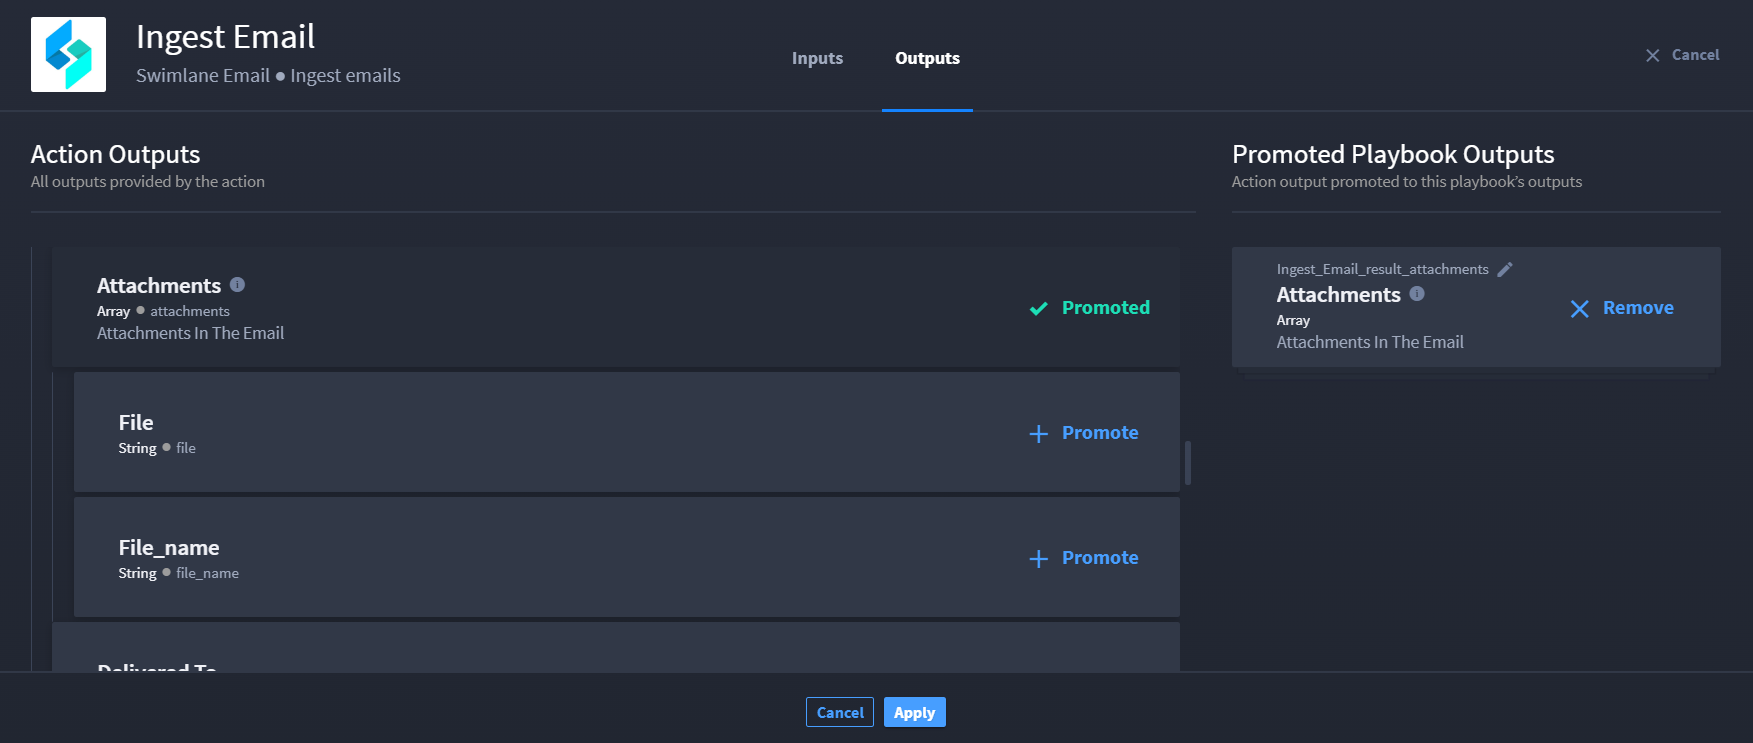 Ingest Email
Swimlane Email ● Ingest emails
Inputs
Outputs
Cancel
Action Outputs
All outputs provided by the action
Attachments
Array ● attachments
Attachments In The Email
Promoted
File
String ● file
Promote
File_name
String ● file_name
Promote
Delivered To
Promoted Playbook Outputs
Action output promoted to this playbook’s outputs
Ingest_Email_result_attachments
Attachments
Array
Attachments In The Email
Remove
Cancel
Apply